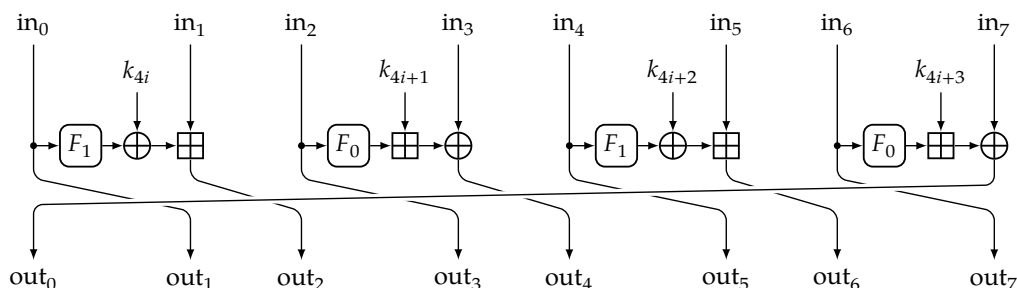 in₀ in₁ in₂ in₃ in₄ in₅ in₆ in₇
k₄ᵢ k₄ᵢ₊₁ k₄ᵢ₊₂ k₄ᵢ₊₃
F₁ F₀ F₁ F₀
out₀ out₁ out₂ out₃ out₄ out₅ out₆ out₇